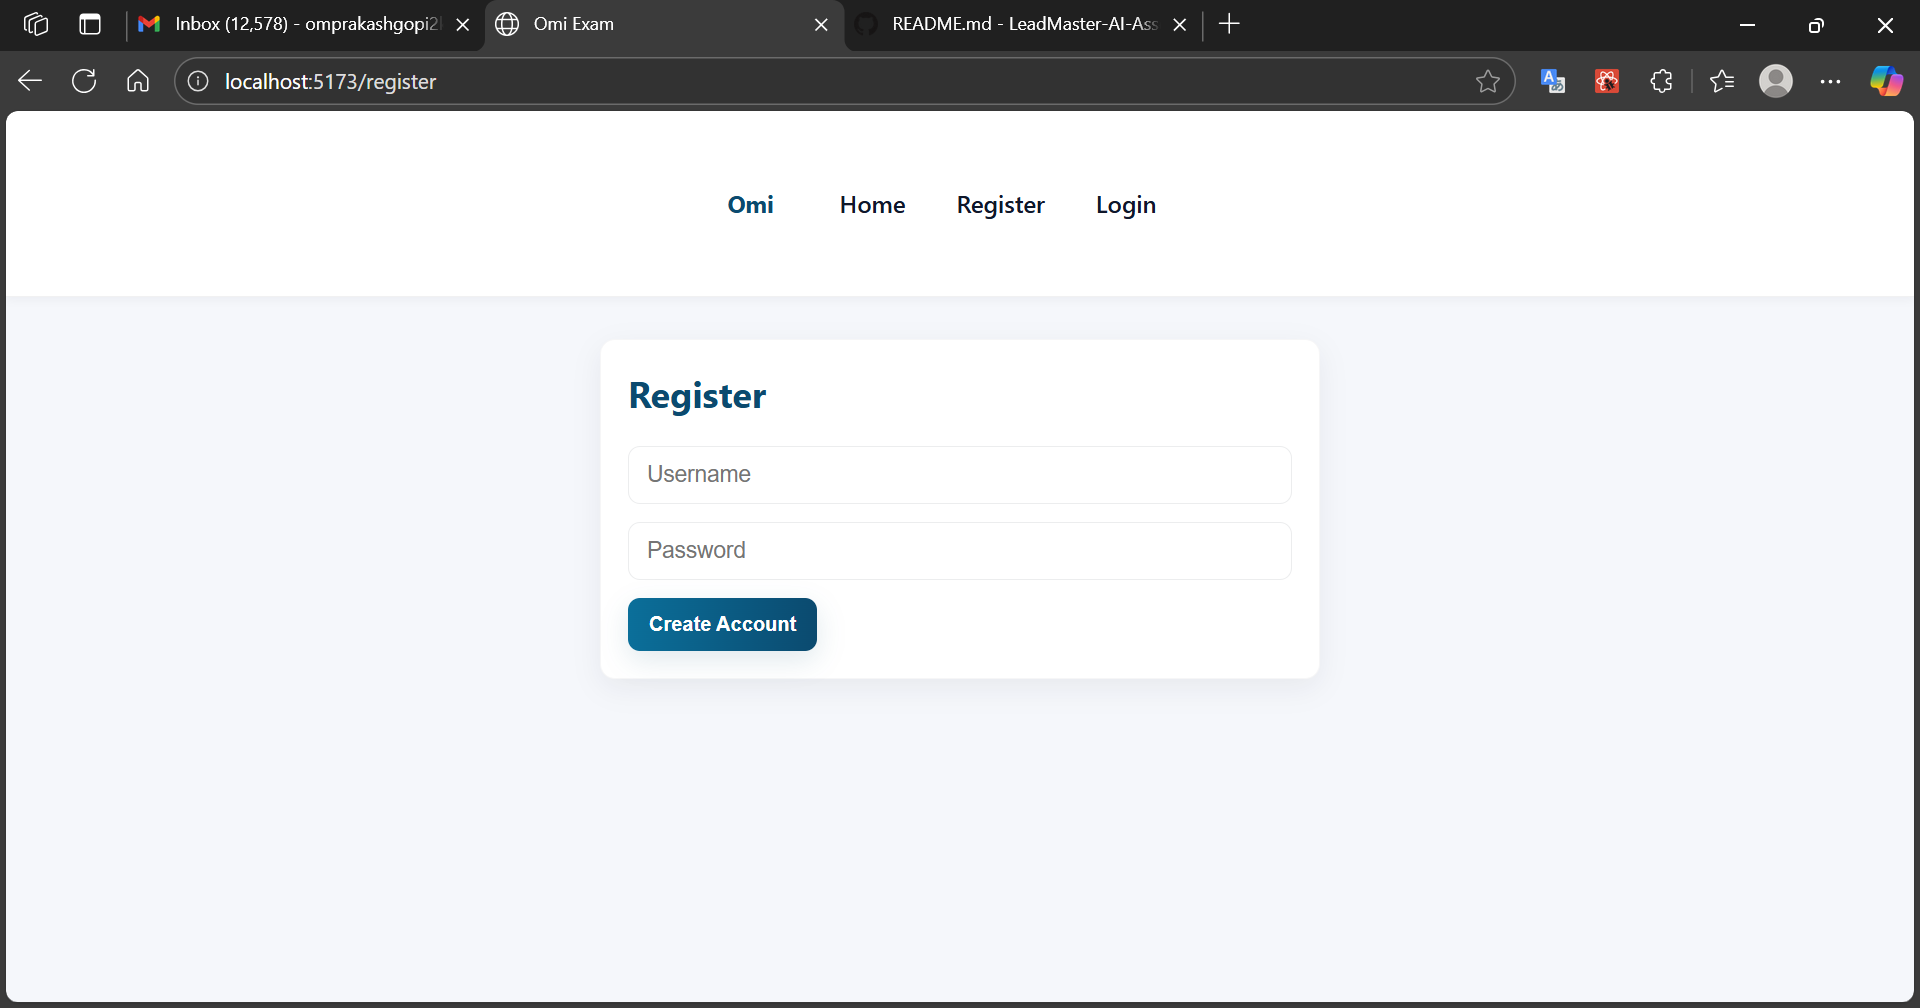 Inbox (12,578) - omprakashgopi2
Omi Exam
README.md - LeadMaster-AI-Ass
localhost:5173/register
Omi
Home
Register
Login
Register
Username
Password
Create Account